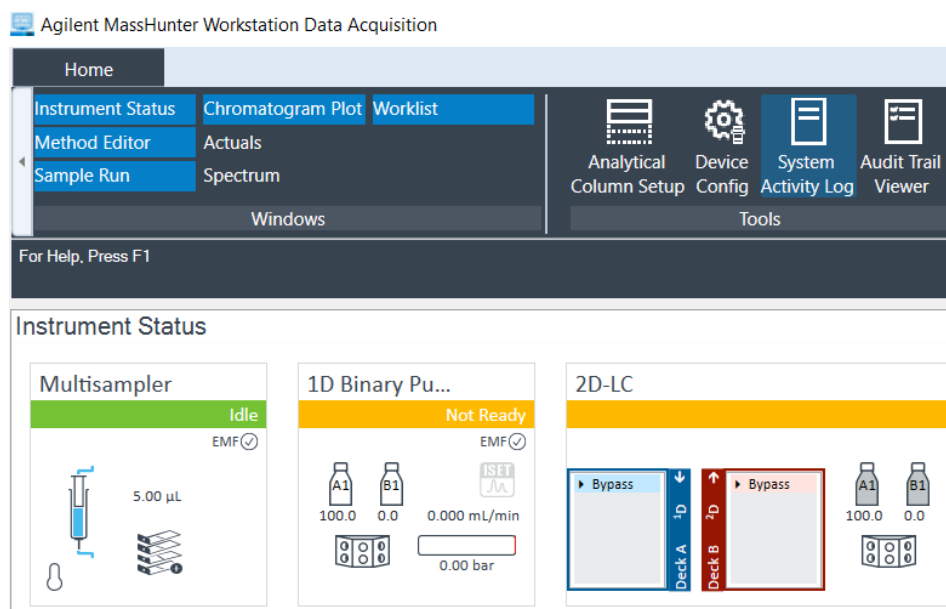 Agilent MassHunter Workstation Data Acquisition
Home
Instrument Status Chromatogram Plot Worklist
Method Editor Actuals
Sample Run Spectrum
Windows
Analytical Column Setup
Device Config
System Activity Log
Audit Trail Viewer
Tools
For Help, Press F1
Instrument Status
Multisampler
Idle
EMF
5.00 µL
1D Binary Pu...
Not Ready
EMF
A1 B1 ISET
100.0 0.0 0.000 mL/min
0.00 bar
2D-LC
Bypass
¹D
Deck A
²D
Deck B
Bypass
A1 B1
100.0 0.0